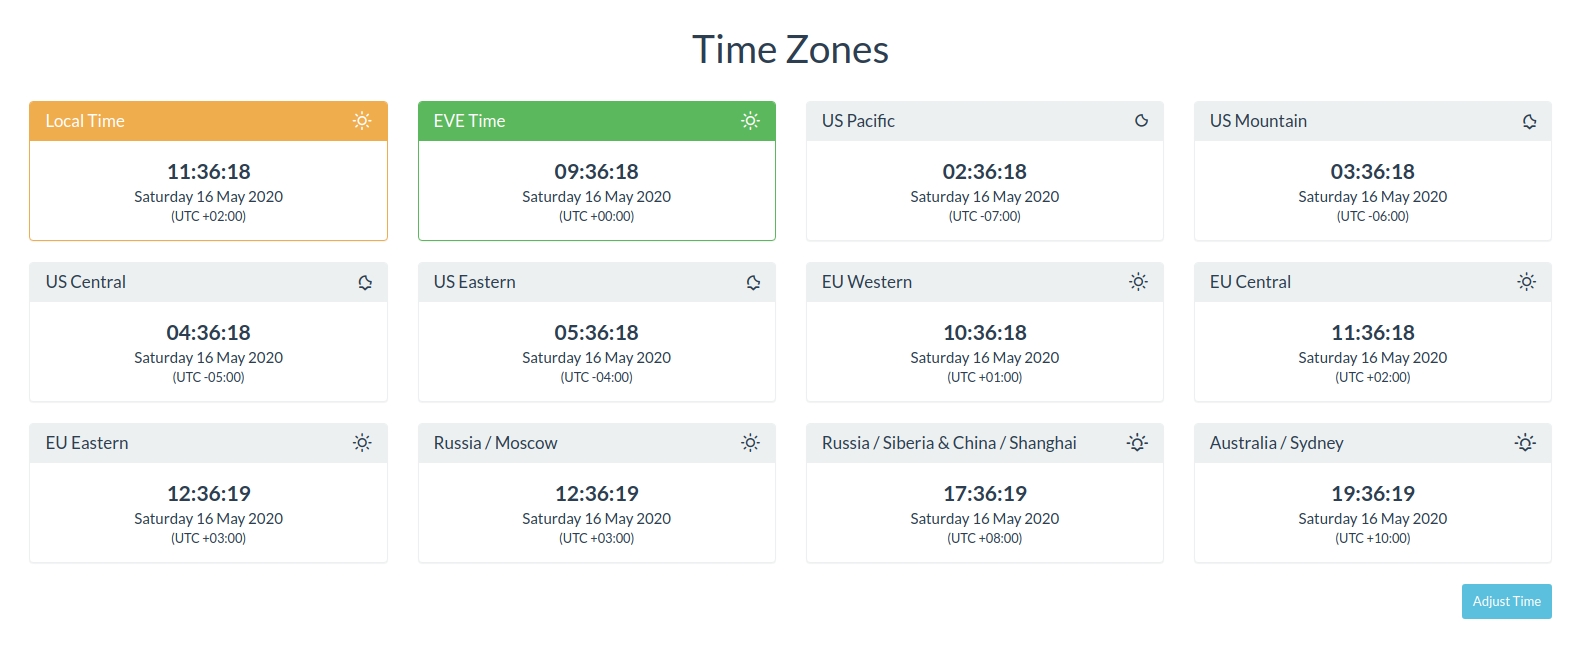 Time Zones
Local Time
11:36:18
Saturday 16 May 2020
(UTC +02:00)
EVE Time
09:36:18
Saturday 16 May 2020
(UTC +00:00)
US Pacific
02:36:18
Saturday 16 May 2020
(UTC -07:00)
US Mountain
03:36:18
Saturday 16 May 2020
(UTC -06:00)
US Central
04:36:18
Saturday 16 May 2020
(UTC -05:00)
US Eastern
05:36:18
Saturday 16 May 2020
(UTC -04:00)
EU Western
10:36:18
Saturday 16 May 2020
(UTC +01:00)
EU Central
11:36:18
Saturday 16 May 2020
(UTC +02:00)
EU Eastern
12:36:19
Saturday 16 May 2020
(UTC +03:00)
Russia / Moscow
12:36:19
Saturday 16 May 2020
(UTC +03:00)
Russia / Siberia & China / Shanghai
17:36:19
Saturday 16 May 2020
(UTC +08:00)
Australia / Sydney
19:36:19
Saturday 16 May 2020
(UTC +10:00)
Adjust Time